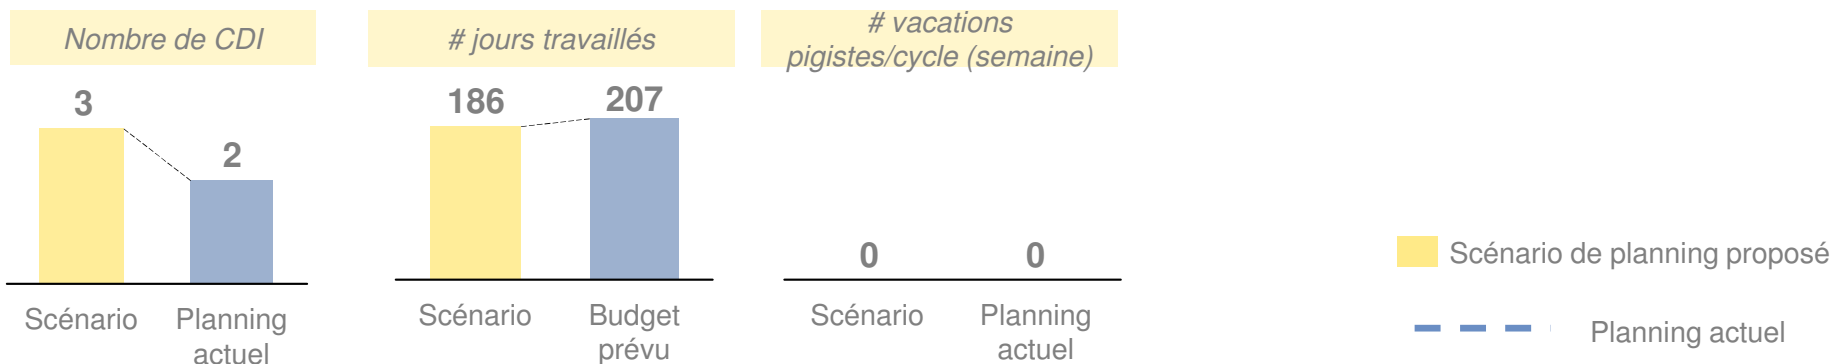 Nombre de CDI
3
2
Scénario
Planning
actuel
# jours travaillés
186
207
Scénario
Budget
prévu
# vacations
pigistes/cycle (semaine)
0
0
Scénario
Planning
actuel
Scénario de planning proposé
Planning actuel